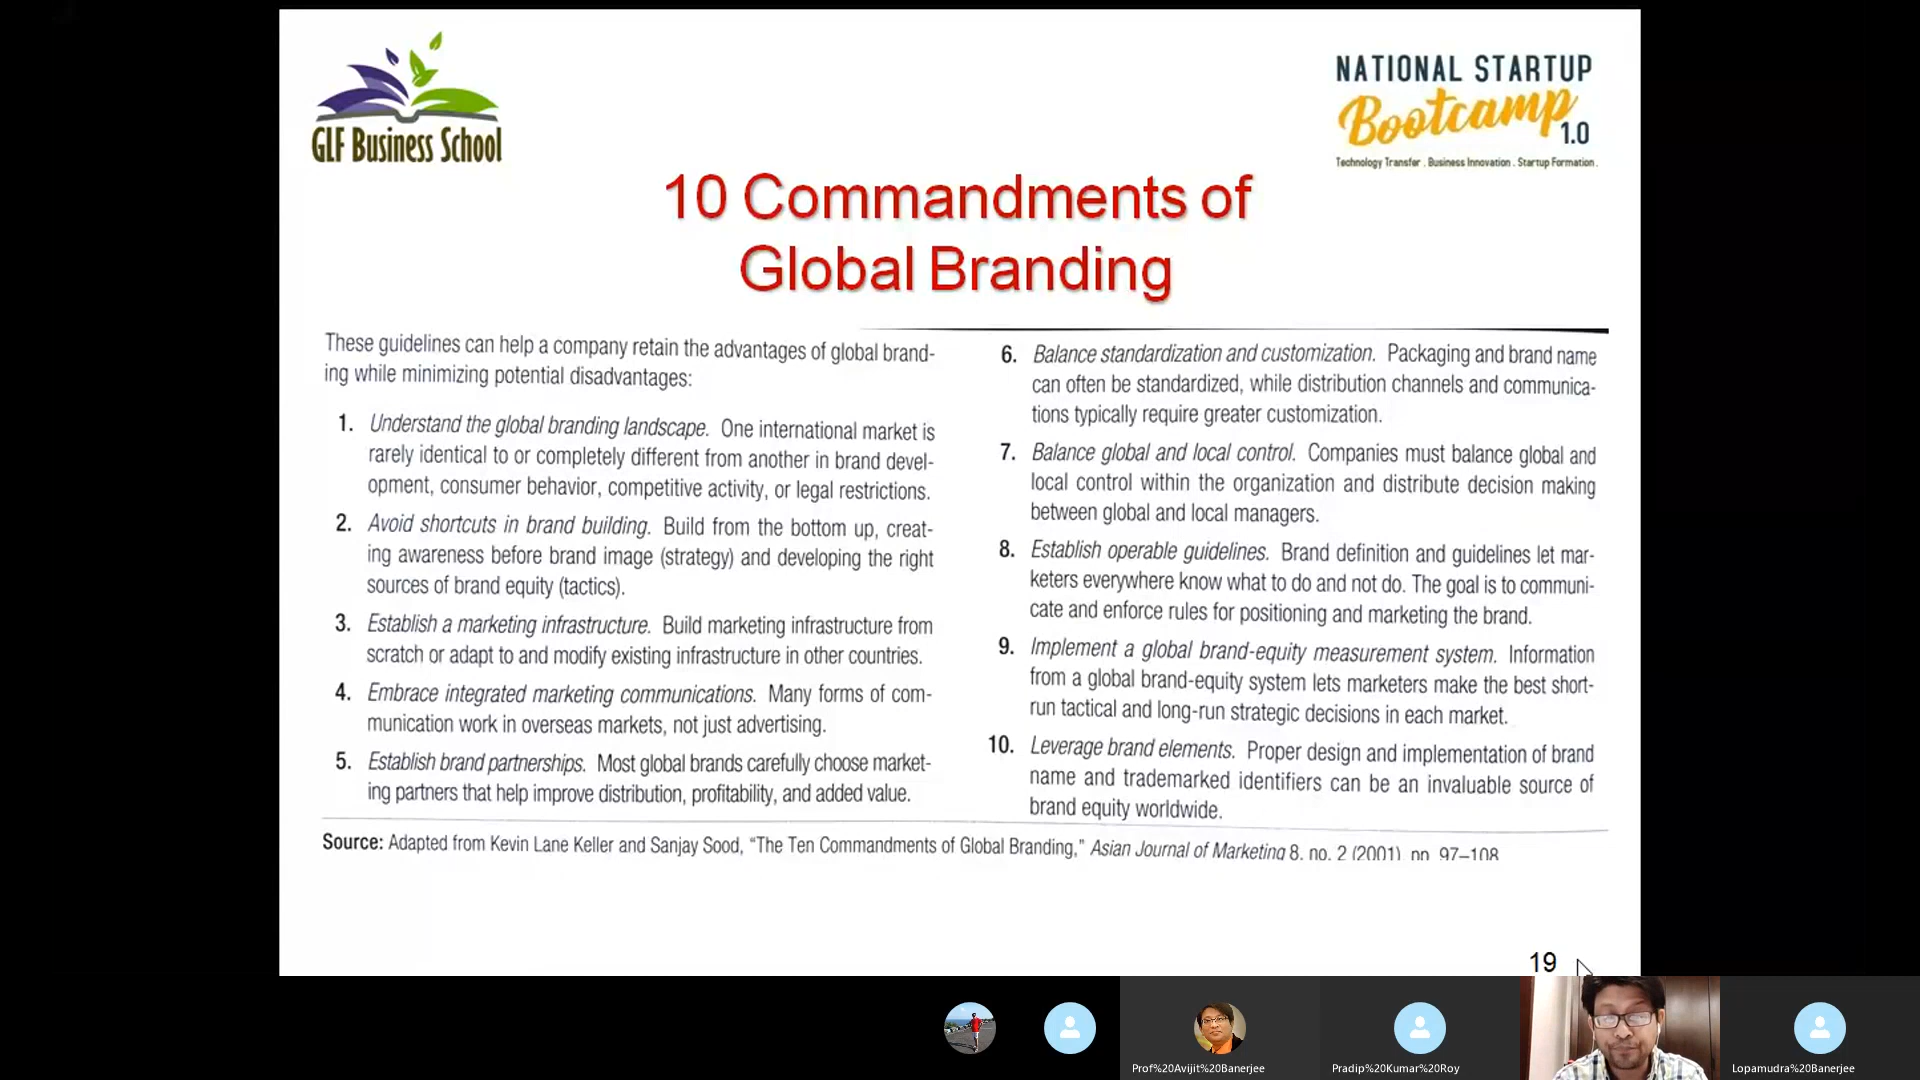 GLF Business School
NATIONAL STARTUP
Bootcamp
1.0
Technology Transfer . Business Innovation . Startup Formation .
10 Commandments of
Global Branding
These guidelines can help a company retain the advantages of global brand-
ing while minimizing potential disadvantages:
1. Understand the global branding landscape. One international market is
rarely identical to or completely different from another in brand devel-
opment, consumer behavior, competitive activity, or legal restrictions.
2. Avoid shortcuts in brand building. Build from the bottom up, creat-
ing awareness before brand image (strategy) and developing the right
sources of brand equity (tactics).
3. Establish a marketing infrastructure. Build marketing infrastructure from
scratch or adapt to and modify existing infrastructure in other countries.
4. Embrace integrated marketing communications. Many forms of com-
munication work in overseas markets, not just advertising.
5. Establish brand partnerships. Most global brands carefully choose market-
ing partners that help improve distribution, profitability, and added value.
6. Balance standardization and customization. Packaging and brand name
can often be standardized, while distribution channels and communica-
tions typically require greater customization.
7. Balance global and local control. Companies must balance global and
local control within the organization and distribute decision making
between global and local managers.
8. Establish operable guidelines. Brand definition and guidelines let mar-
keters everywhere know what to do and not do. The goal is to communi-
cate and enforce rules for positioning and marketing the brand.
9. Implement a global brand-equity measurement system. Information
from a global brand-equity system lets marketers make the best short-
run tactical and long-run strategic decisions in each market.
10. Leverage brand elements. Proper design and implementation of brand
name and trademarked identifiers can be an invaluable source of
brand equity worldwide.
Source: Adapted from Kevin Lane Keller and Sanjay Sood, “The Ten Commandments of Global Branding,” Asian Journal of Marketing 8, no. 2 (2001), pp. 97–108
19
Prof%20Avijit%20Banerjee
Pradip%20Kumar%20Roy
Lopamudra%20Banerjee